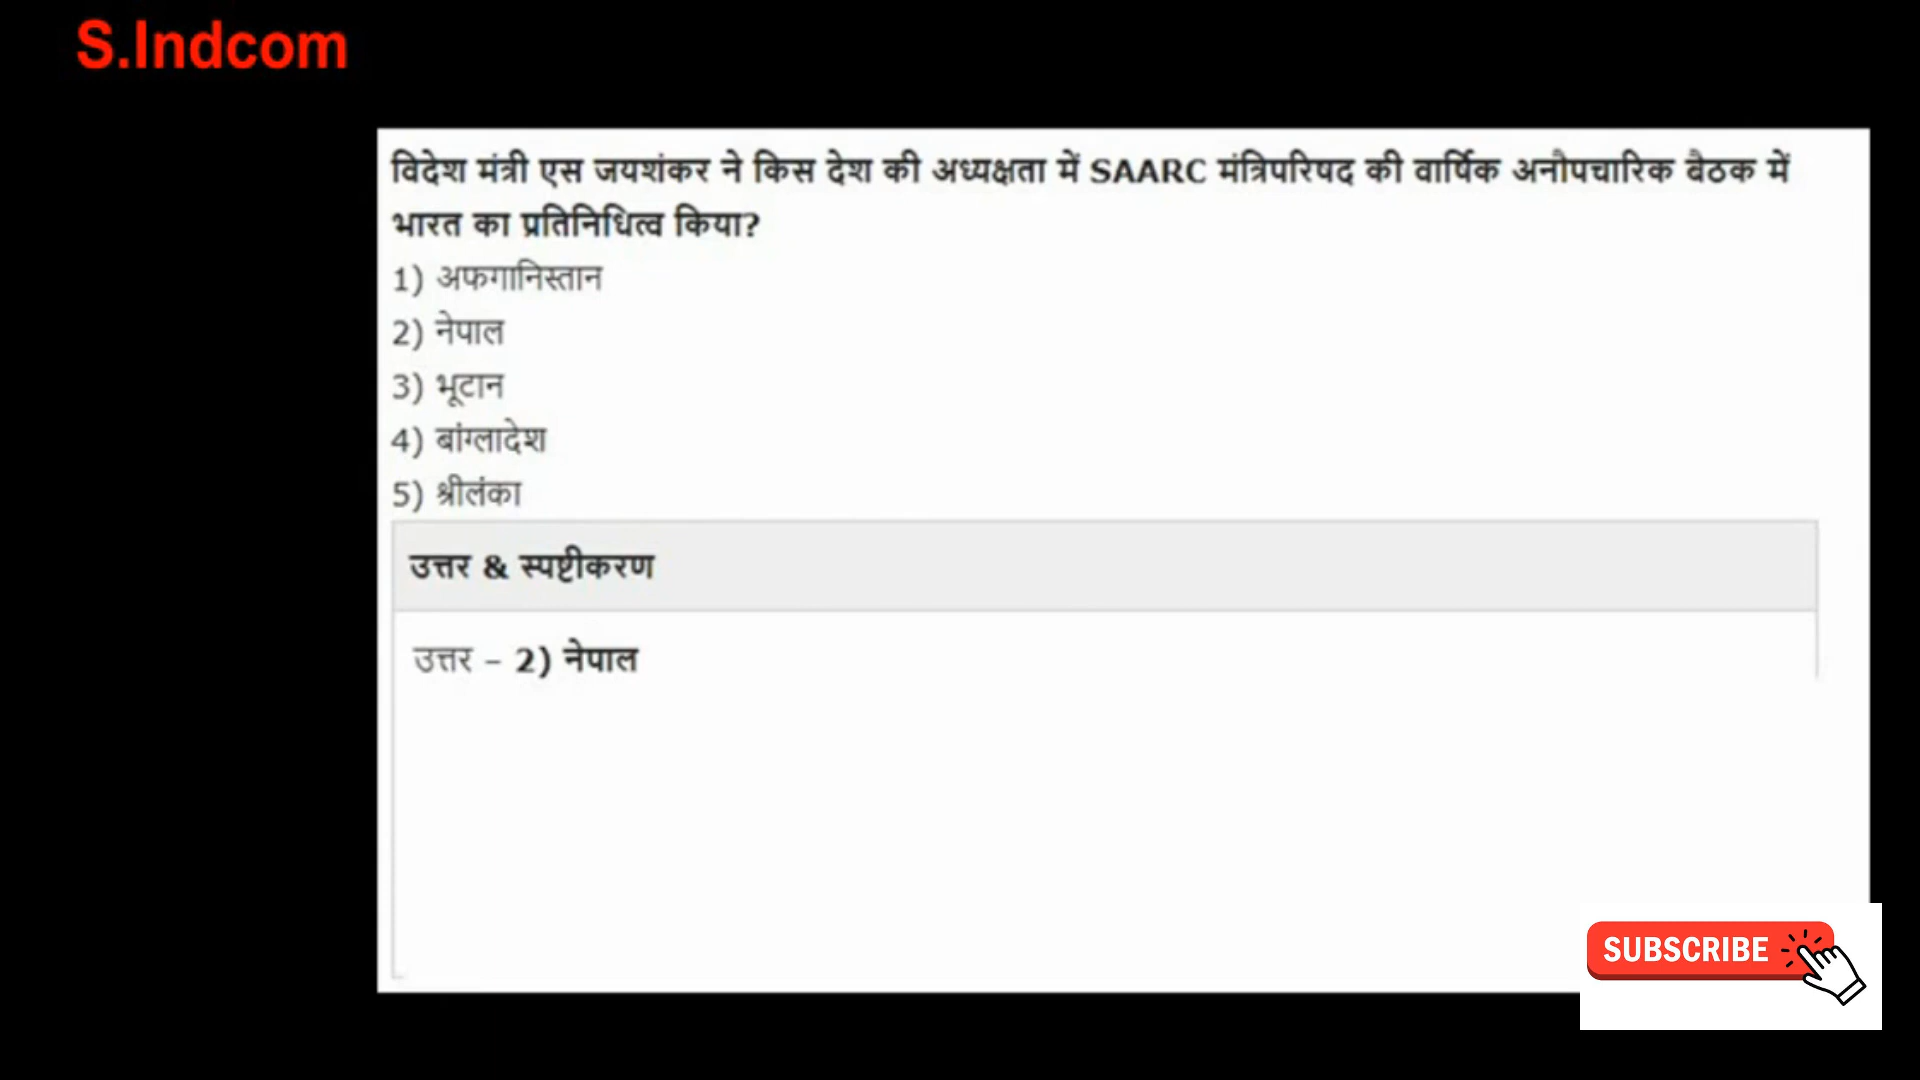 S.Indcom
विदेश मंत्री एस जयशंकर ने किस देश की अध्यक्षता में SAARC मंत्रिपरिषद की वार्षिक अनौपचारिक बैठक में
भारत का प्रतिनिधित्व किया?
1) अफगानिस्तान
2) नेपाल
3) भूटान
4) बांग्लादेश
5) श्रीलंका
उत्तर & स्पष्टीकरण
उत्तर – 2) नेपाल
SUBSCRIBE